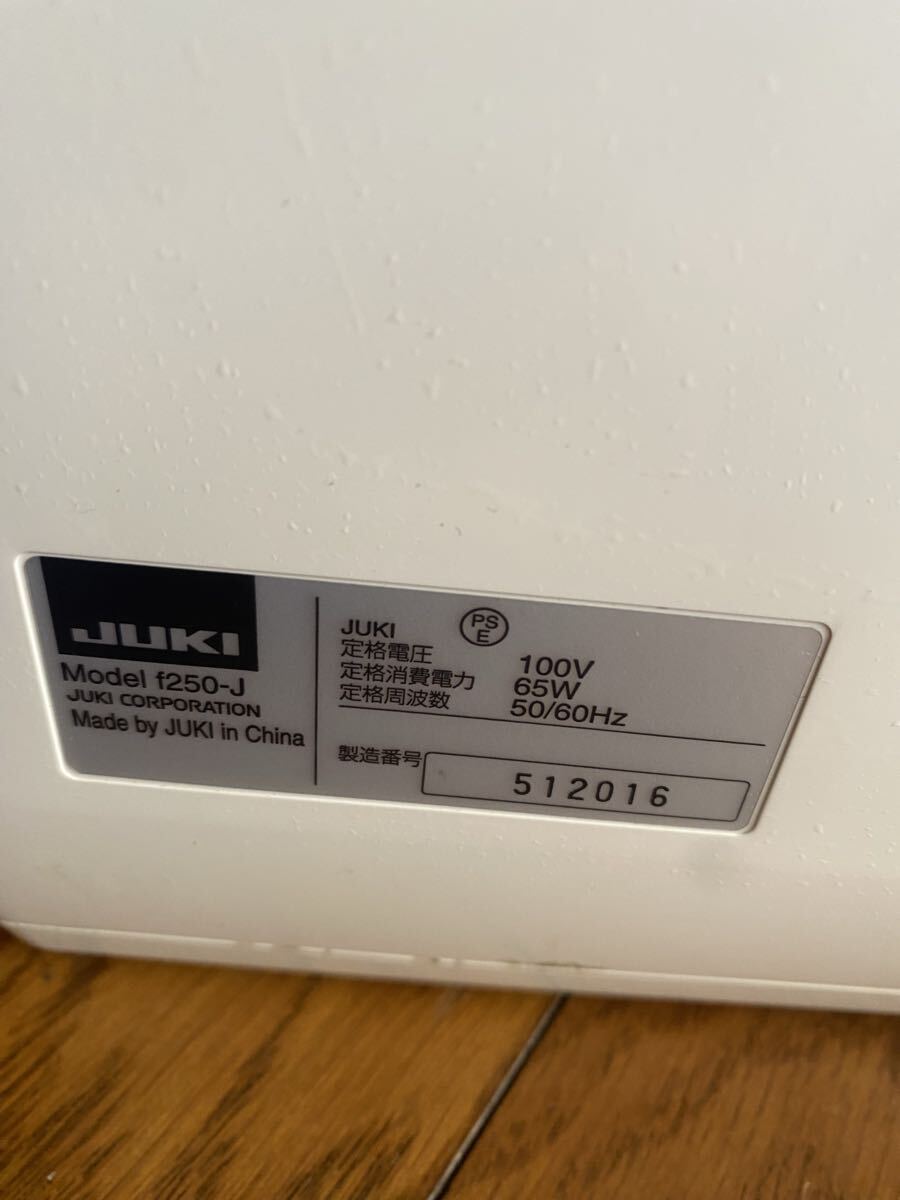 JUKI
Model f250-J
JUKI CORPORATION
Made by JUKI in China
JUKI
PS
E
定格電圧 100V
定格消費電力 65W
定格周波数 50/60Hz
製造番号 512016